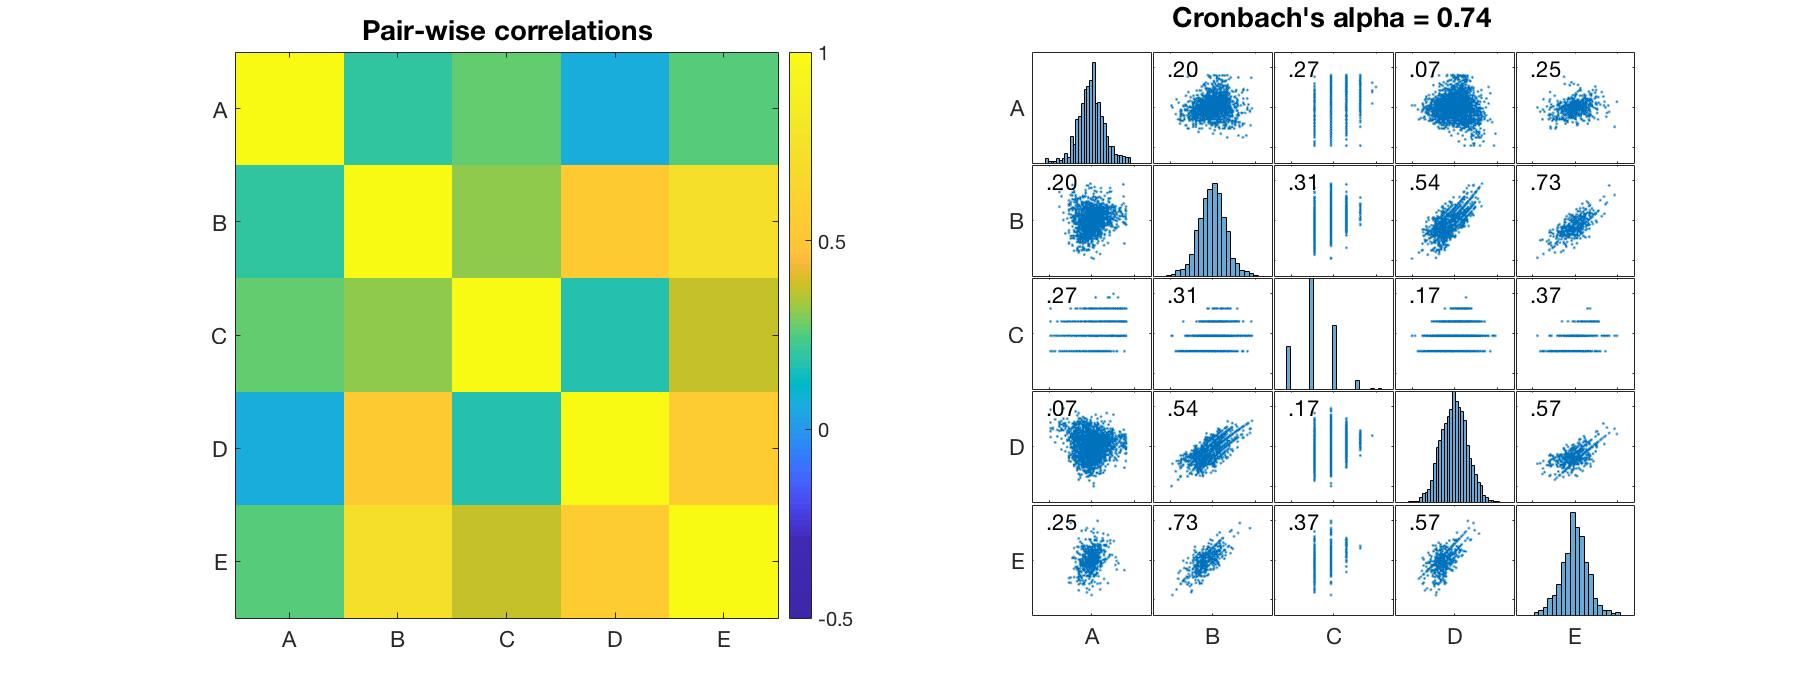 Pair-wise correlations
A
B
C
D
E
A B C D E
1
0.5
0
-0.5
Cronbach's alpha = 0.74
A .20 .27 .07 .25
B .20 .31 .54 .73
C .27 .31 .17 .37
D .07 .54 .17 .57
E .25 .73 .37 .57
A B C D E